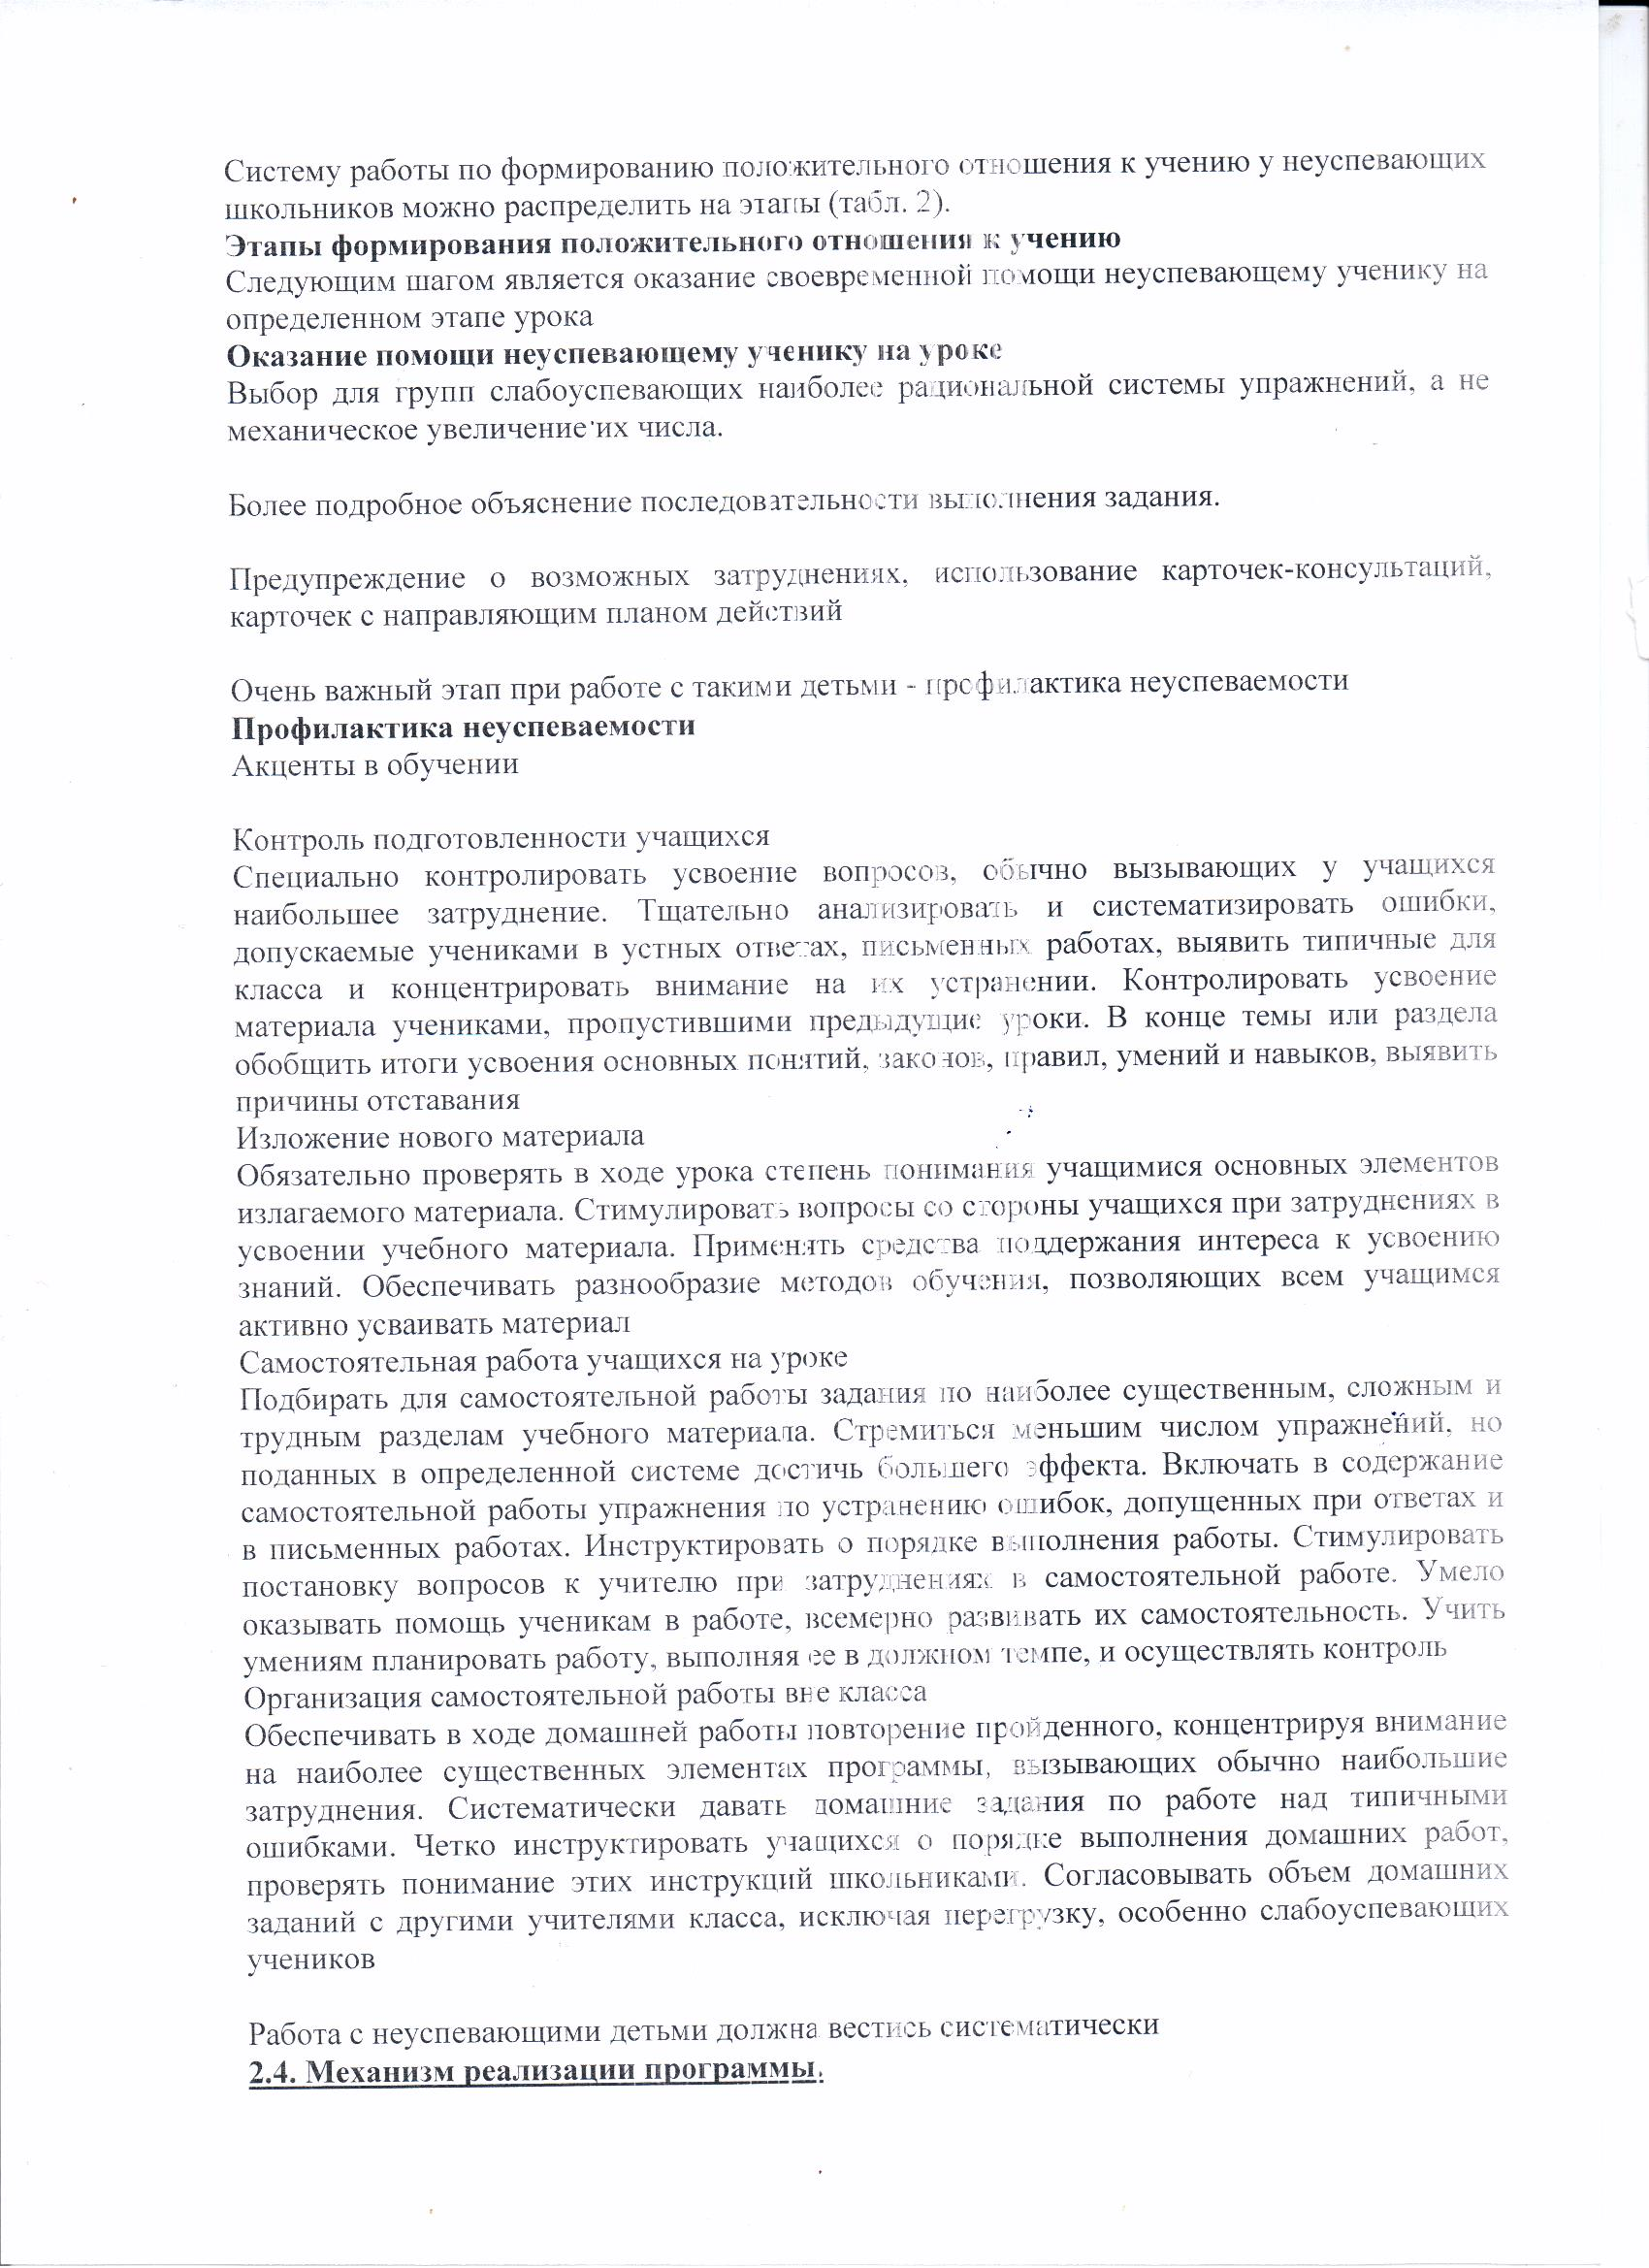 Систему работы по формированию положительного отношения к учению у неуспевающих
школьников можно распределить на этапы (табл. 2).
Этапы формирования положительного отношения к учению
Следующим шагом является оказание своевременной помощи неуспевающему ученику на
определенном этапе урока
Оказание помощи неуспевающему ученику на уроке
Выбор для групп слабоуспевающих наиболее рациональной системы упражнений, а не
механическое увеличение их числа.
Более подробное объяснение последовательности выполнения задания.
Предупреждение о возможных затруднениях, использование карточек-консультаций,
карточек с направляющим планом действий
Очень важный этап при работе с такими детьми - профилактика неуспеваемости
Профилактика неуспеваемости
Акценты в обучении
Контроль подготовленности учащихся
Специально контролировать усвоение вопросов, обычно вызывающих у учащихся
наибольшее затруднение. Тщательно анализировать и систематизировать ошибки,
допускаемые учениками в устных ответах, письменных работах, выявить типичные для
класса и концентрировать внимание на их устранении. Контролировать усвоение
материала учениками, пропустившими предыдущие уроки. В конце темы или раздела
обобщить итоги усвоения основных понятий, законов, правил, умений и навыков, выявить
причины отставания
Изложение нового материала
Обязательно проверять в ходе урока степень понимания учащимися основных элементов
излагаемого материала. Стимулировать вопросы со стороны учащихся при затруднениях в
усвоении учебного материала. Применять средства поддержания интереса к усвоению
знаний. Обеспечивать разнообразие методов обучения, позволяющих всем учащимся
активно усваивать материал
Самостоятельная работа учащихся на уроке
Подбирать для самостоятельной работы задания по наиболее существенным, сложным и
трудным разделам учебного материала. Стремиться меньшим числом упражнений, но
поданных в определенной системе достичь большего эффекта. Включать в содержание
самостоятельной работы упражнения по устранению ошибок, допущенных при ответах и
в письменных работах. Инструктировать о порядке выполнения работы. Стимулировать
постановку вопросов к учителю при затруднениях в самостоятельной работе. Умело
оказывать помощь ученикам в работе, всемерно развивать их самостоятельность. Учить
умениям планировать работу, выполняя ее в должном темпе, и осуществлять контроль
Организация самостоятельной работы вне класса
Обеспечивать в ходе домашней работы повторение пройденного, концентрируя внимание
на наиболее существенных элементах программы, вызывающих обычно наибольшие
затруднения. Систематически давать домашние задания по работе над типичными
ошибками. Четко инструктировать учащихся о порядке выполнения домашних работ,
проверять понимание этих инструкций школьниками. Согласовывать объем домашних
заданий с другими учителями класса, исключая перегрузку, особенно слабоуспевающих
учеников
Работа с неуспевающими детьми должна вестись систематически
2.4. Механизм реализации программы.